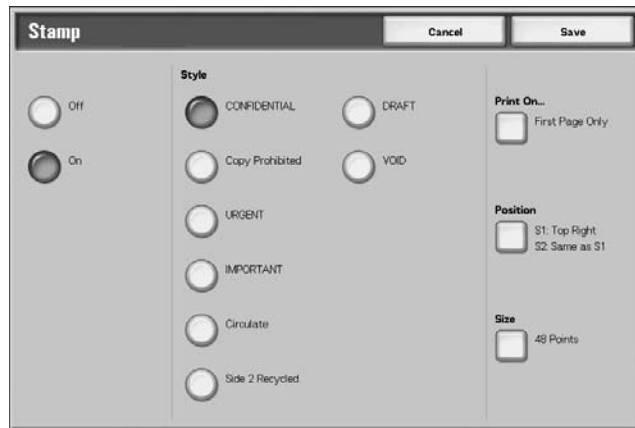 Stamp
Cancel
Save
Off
On
Style
CONFIDENTIAL
DRAFT
Copy Prohibited
VOID
URGENT
IMPORTANT
Circulate
Side 2 Recycled
Print On...
First Page Only
Position
S1: Top Right
S2: Same as S1
Size
48 Points